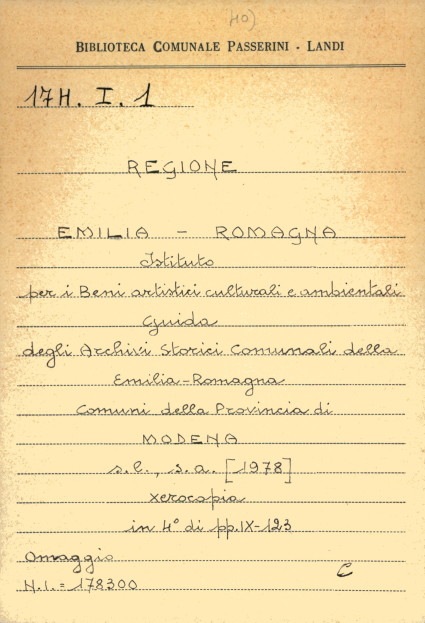 40)
BIBLIOTECA COMUNALE PASSERINI - LANDI
17H. I. 1
REGIONE
EMILIA - ROMAGNA
Istituto
per i Beni artistici culturali e ambientali
Guida
degli Archivi Storici Comunali della
Emilia-Romagna
Comuni della Provincia di
MODENA
s.l., s.a. [1978]
xerocopia
in 4° di pp. IX-123
Omaggio
C
N.I. = 178300